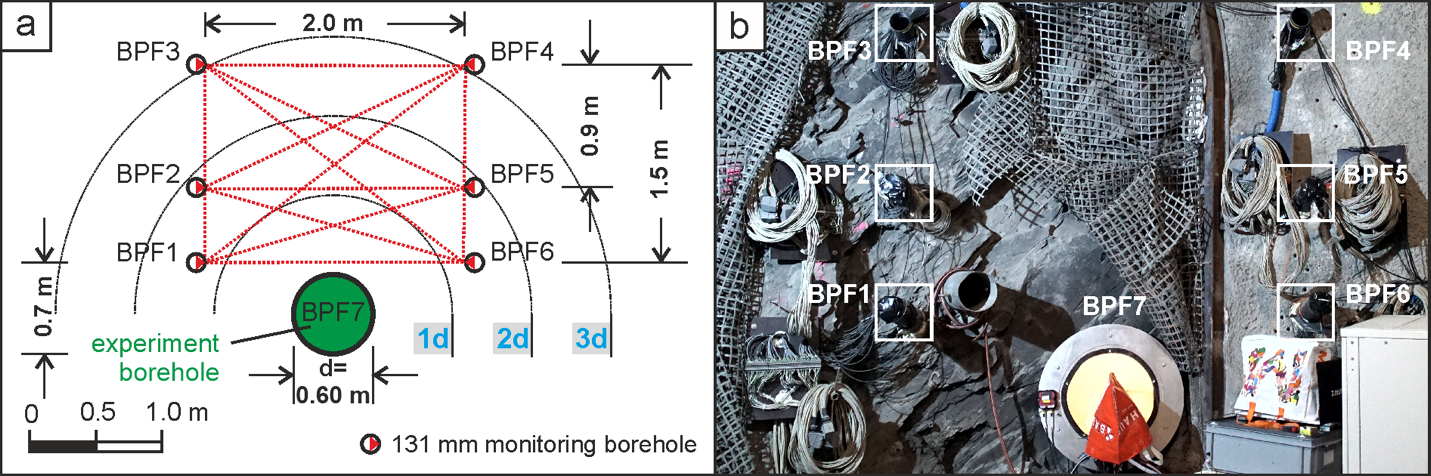 a
2.0 m
BPF3
BPF4
0.9 m
1.5 m
BPF2
BPF5
BPF1
BPF6
0.7 m
BPF7
experiment
borehole
1d
2d
3d
d=
0.60 m
0
0.5
1.0 m
131 mm monitoring borehole
b
BPF3
BPF4
BPF2
BPF5
BPF1
BPF6
BPF7